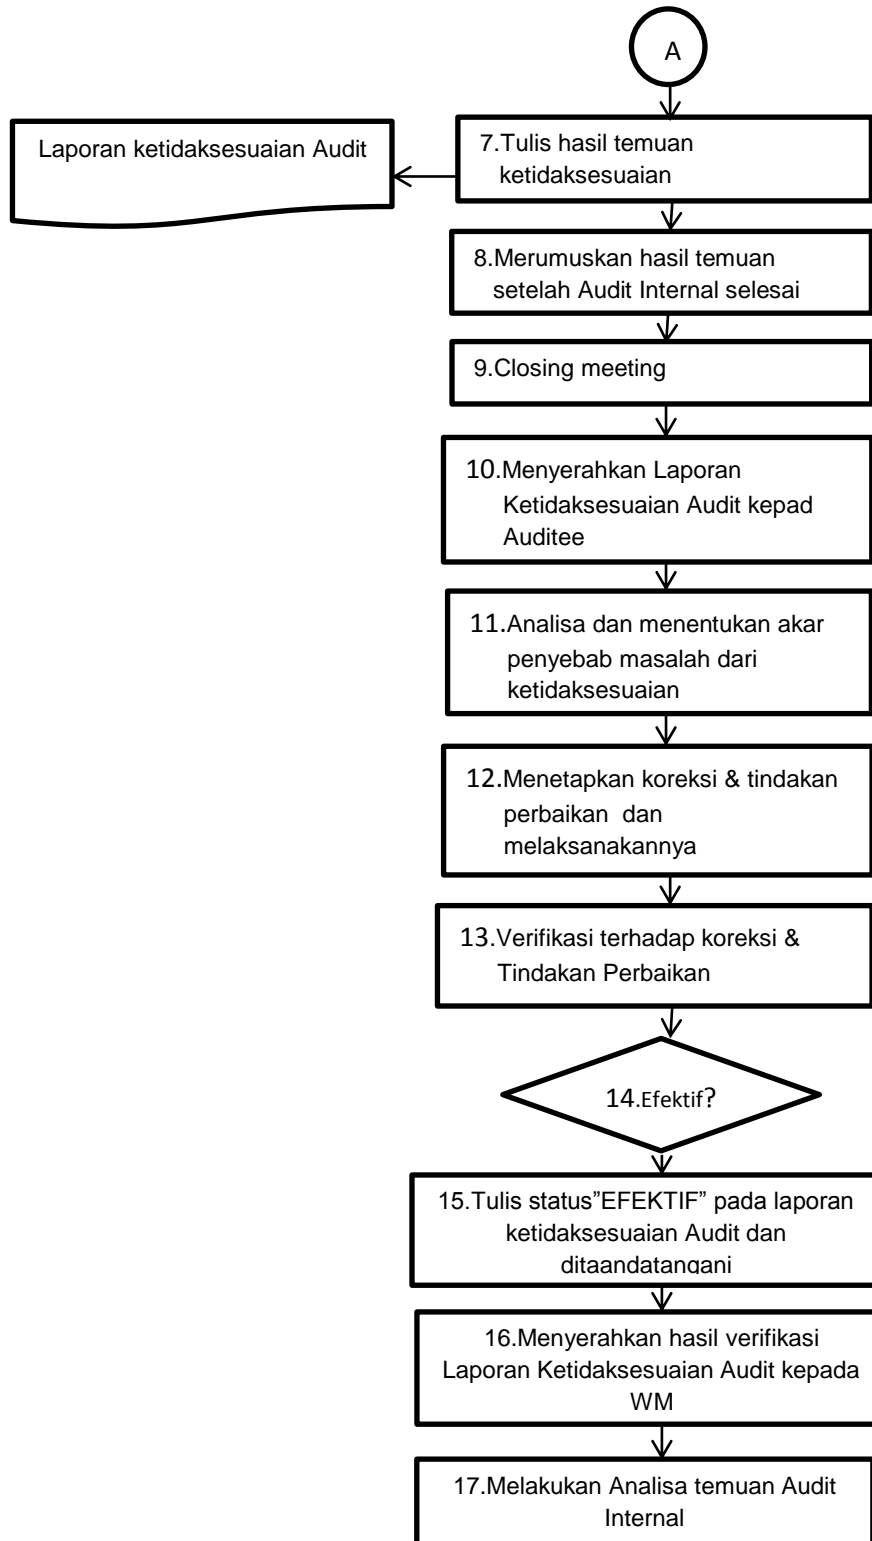 A
Laporan ketidaksesuaian Audit
7.Tulis hasil temuan
ketidaksesuaian
8.Merumuskan hasil temuan
setelah Audit Internal selesai
9.Closing meeting
10.Menyerahkan Laporan
Ketidaksesuaian Audit kepad
Auditee
11.Analisa dan menentukan akar
penyebab masalah dari
ketidaksesuaian
12.Menetapkan koreksi & tindakan
perbaikan  dan
melaksanakannya
13.Verifikasi terhadap koreksi &
Tindakan Perbaikan
14.Efektif?
15.Tulis status”EFEKTIF” pada laporan
ketidaksesuaian Audit dan
ditaandatangani
16.Menyerahkan hasil verifikasi
Laporan Ketidaksesuaian Audit kepada
WM
17.Melakukan Analisa temuan Audit
Internal